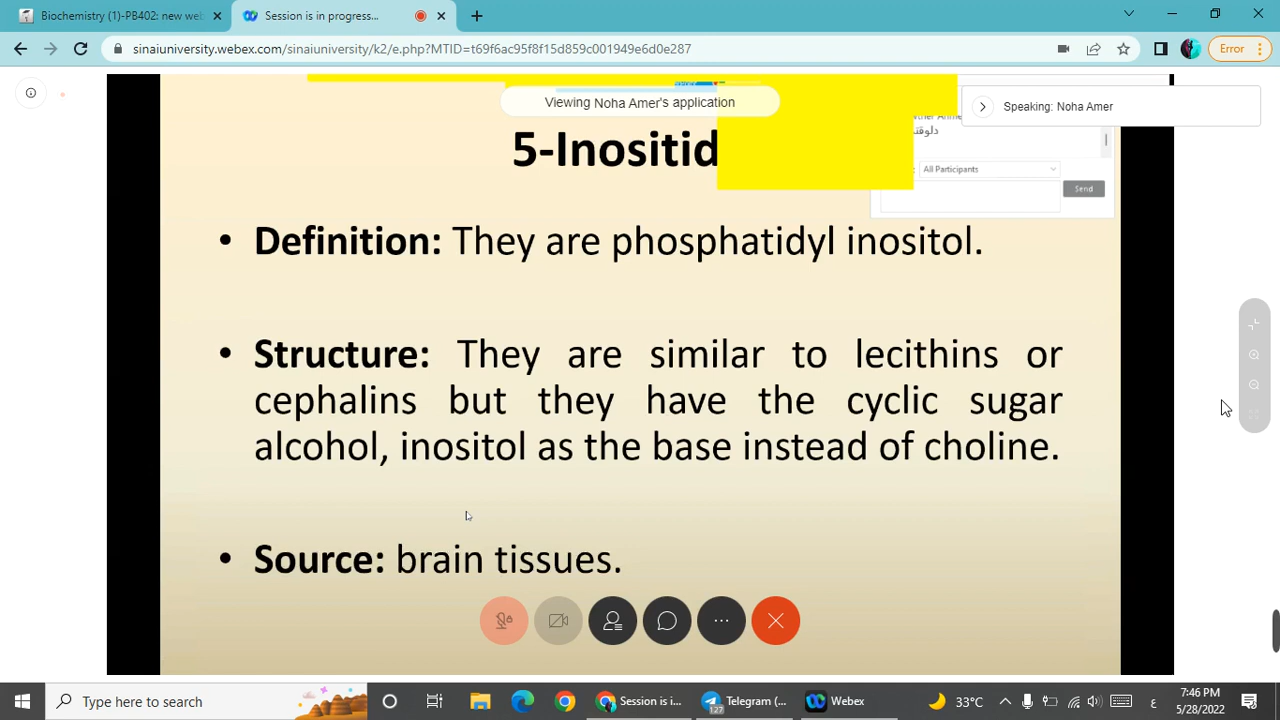 Biochemistry (1)-PB402: new web
Session is in progress...
sinaiuniversity.webex.com/sinaiuniversity/k2/e.php?MTID=t69f6ac95f8f15d859c001949e6d0e287
Error
Viewing Noha Amer's application
Speaking: Noha Amer
دلوقتي
All Participants
Send
5-Inositid
• Definition: They are phosphatidyl inositol.
• Structure: They are similar to lecithins or
cephalins but they have the cyclic sugar
alcohol, inositol as the base instead of choline.
• Source: brain tissues.
Type here to search
Session is i...
Telegram (...
127
Webex
33°C
ع
7:46 PM
5/28/2022